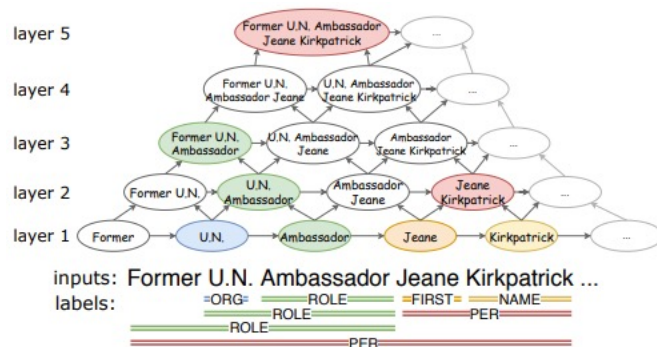 layer 5
Former U.N. Ambassador
Jeane Kirkpatrick
...
layer 4
Former U.N.
Ambassador Jeane
U.N. Ambassador
Jeane Kirkpatrick
...
layer 3
Former U.N.
Ambassador
U.N. Ambassador
Jeane
Ambassador
Jeane Kirkpatrick
...
layer 2
Former U.N.
U.N.
Ambassador
Ambassador
Jeane
Jeane
Kirkpatrick
...
layer 1
Former
U.N.
Ambassador
Jeane
Kirkpatrick
...
inputs: Former U.N. Ambassador Jeane Kirkpatrick ...
labels: ORG ROLE FIRST NAME
ROLE PER
ROLE
PER